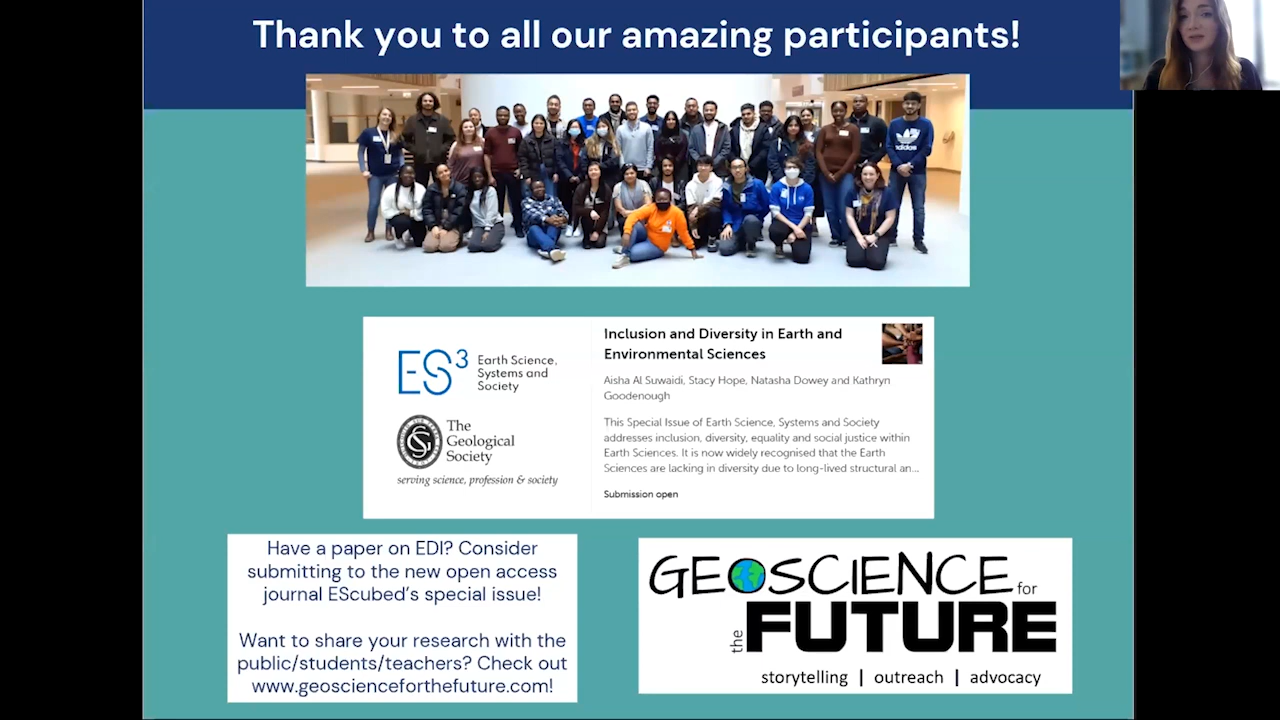 Thank you to all our amazing participants!
adidas
ES³ Earth Science,
Systems and
Society
The
Geological
Society
serving science, profession & society
Inclusion and Diversity in Earth and
Environmental Sciences
Aisha Al Suwaidi, Stacy Hope, Natasha Dowey and Kathryn
Goodenough
This Special Issue of Earth Science, Systems and Society
addresses inclusion, diversity, equality and social justice within
Earth Sciences. It is now widely recognised that the Earth
Sciences are lacking in diversity due to long-lived structural an...
Submission open
Have a paper on EDI? Consider
submitting to the new open access
journal EScubed's special issue!
Want to share your research with the
public/students/teachers? Check out
www.geoscienceforthefuture.com!
GEOSCIENCE for
the FUTURE
storytelling | outreach | advocacy